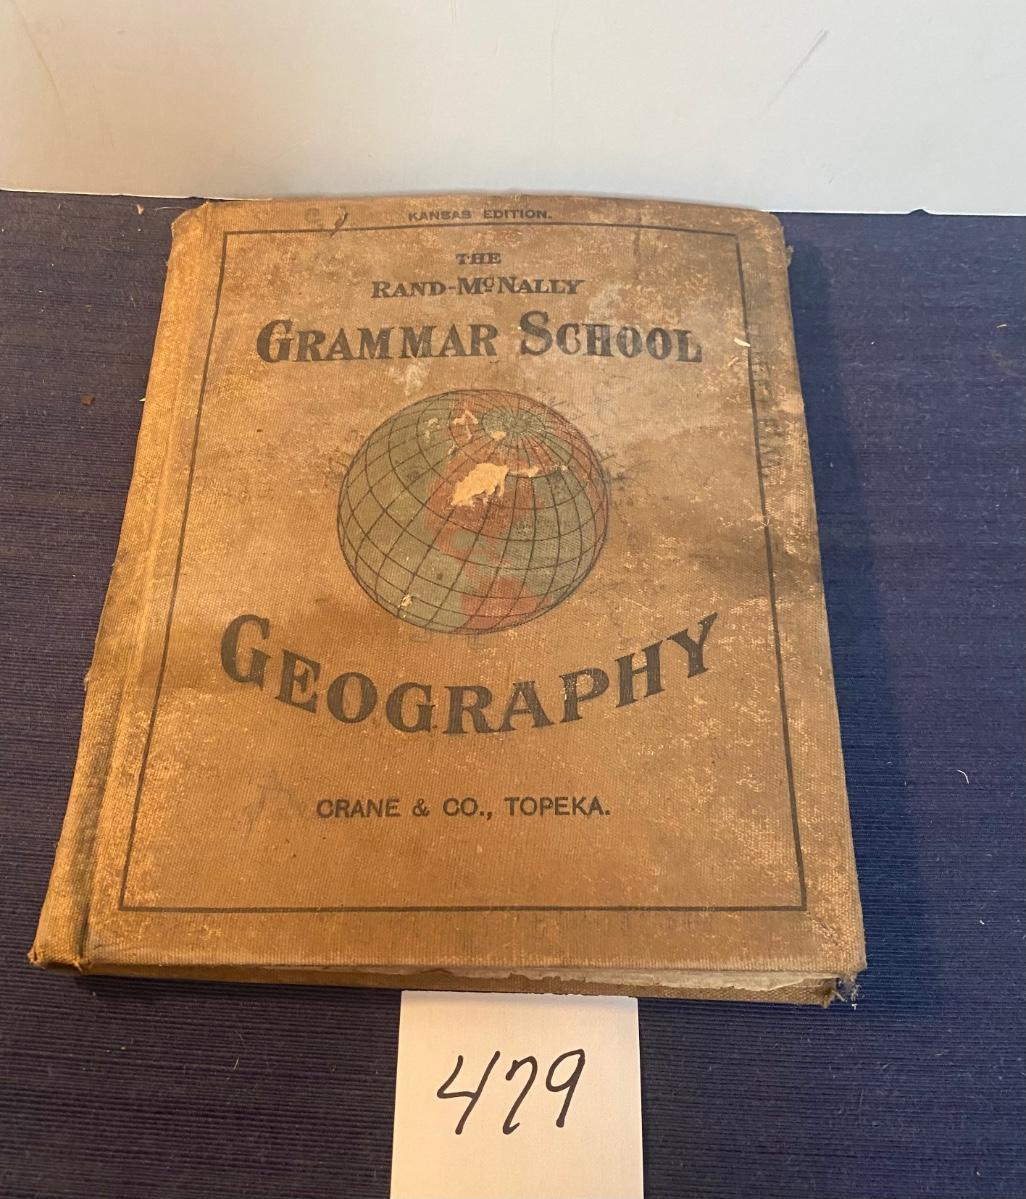 KANSAS EDITION.
THE
RAND-McNALLY
GRAMMAR SCHOOL
GEOGRAPHY
CRANE & CO., TOPEKA.
479